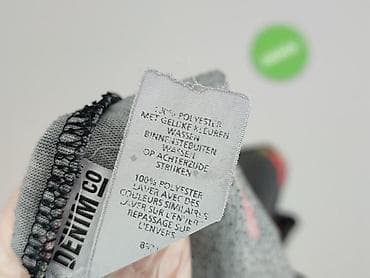 100% POLYESTER
MET GELIJKE KLEUREN
WASSEN
BINNENSTEBUITEN
WASSEN
OP ACHTERZIJDE
STRIJKEN
100% POLYESTER
LAVER AVEC DES
COULEURS SIMILAIRES
LAVER SUR L'ENVERS
REPASSAGE SUR
L'ENVERS
DENIM CO